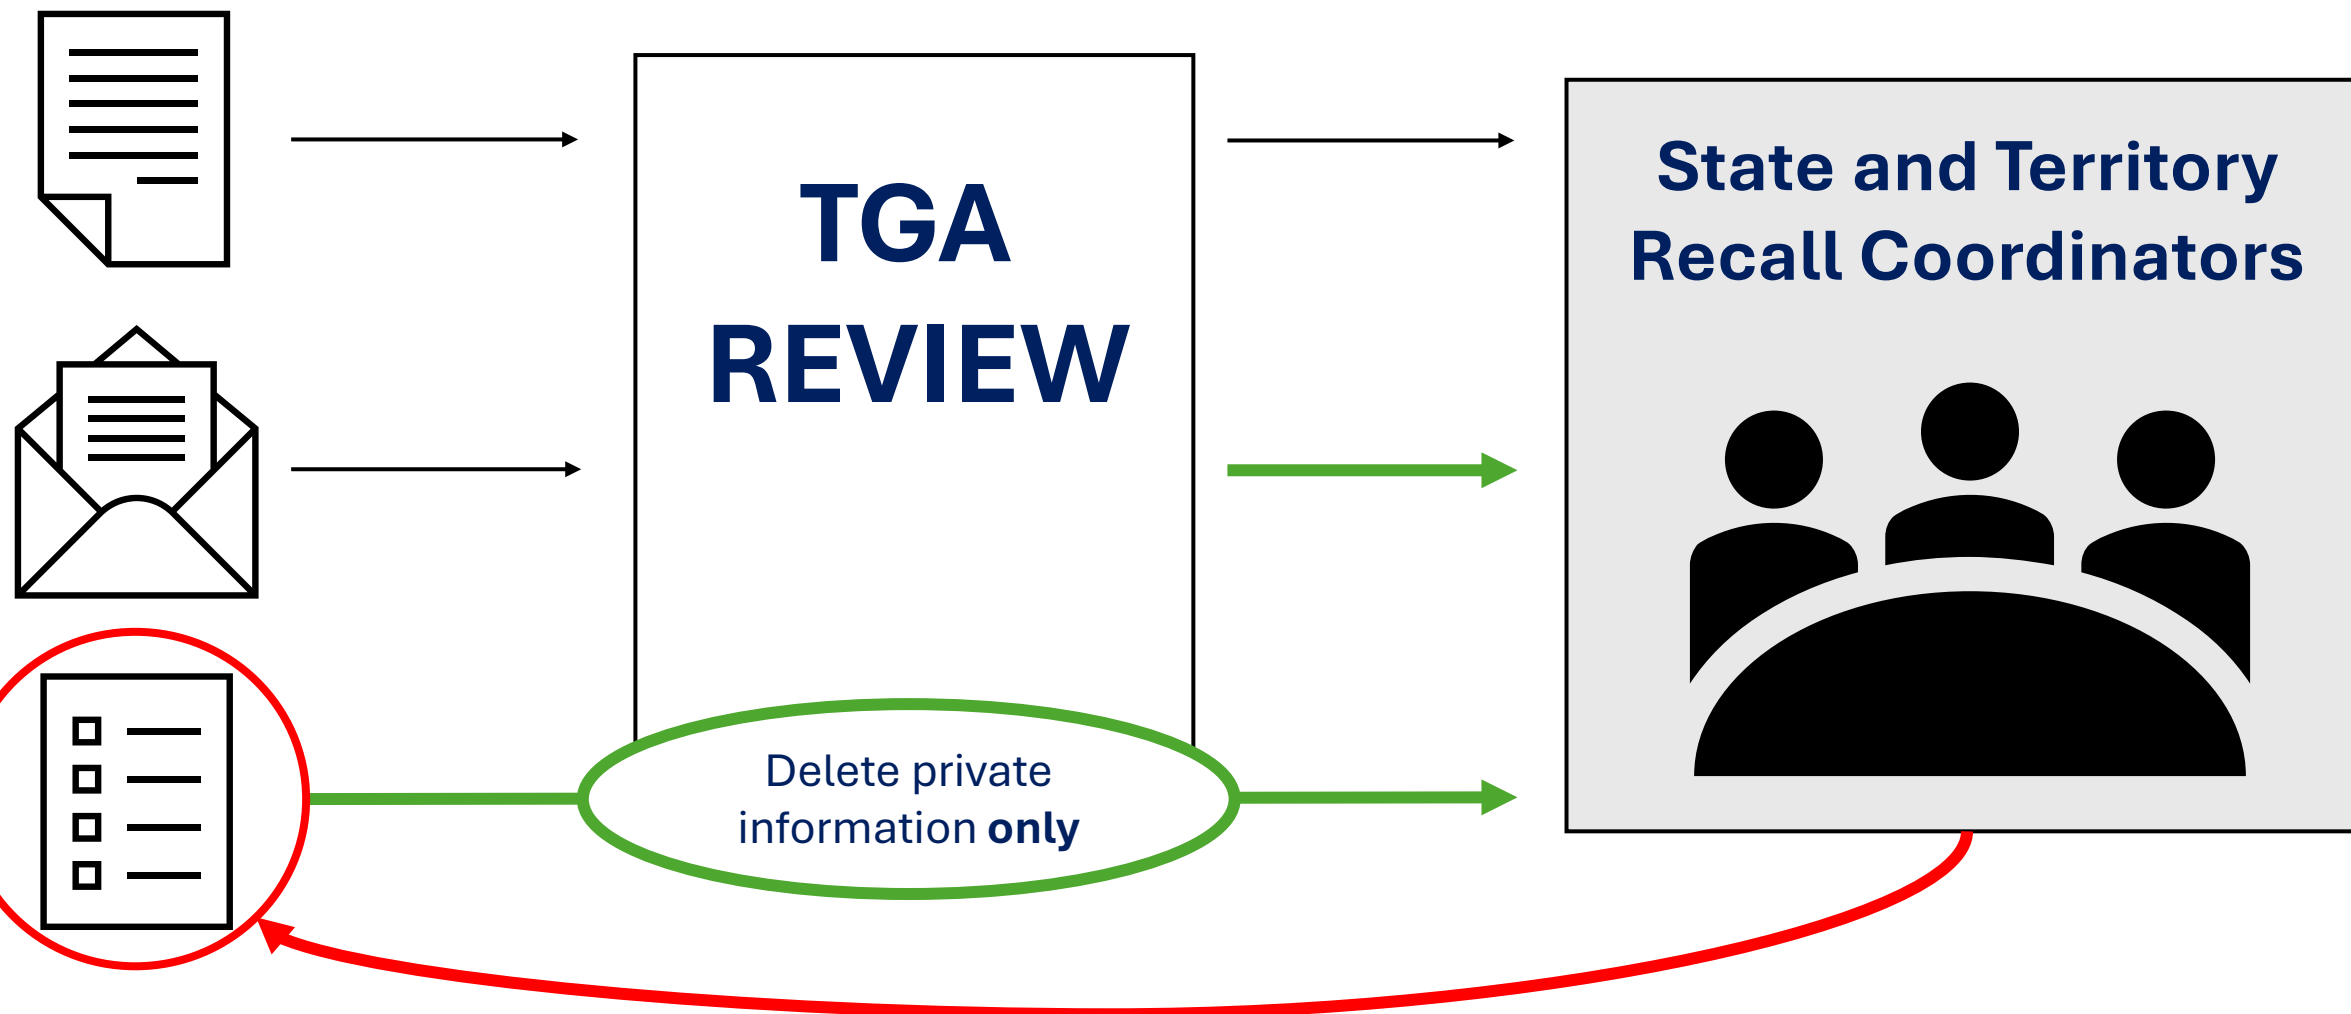 TGA
REVIEW
State and Territory
Recall Coordinators
Delete private
information only